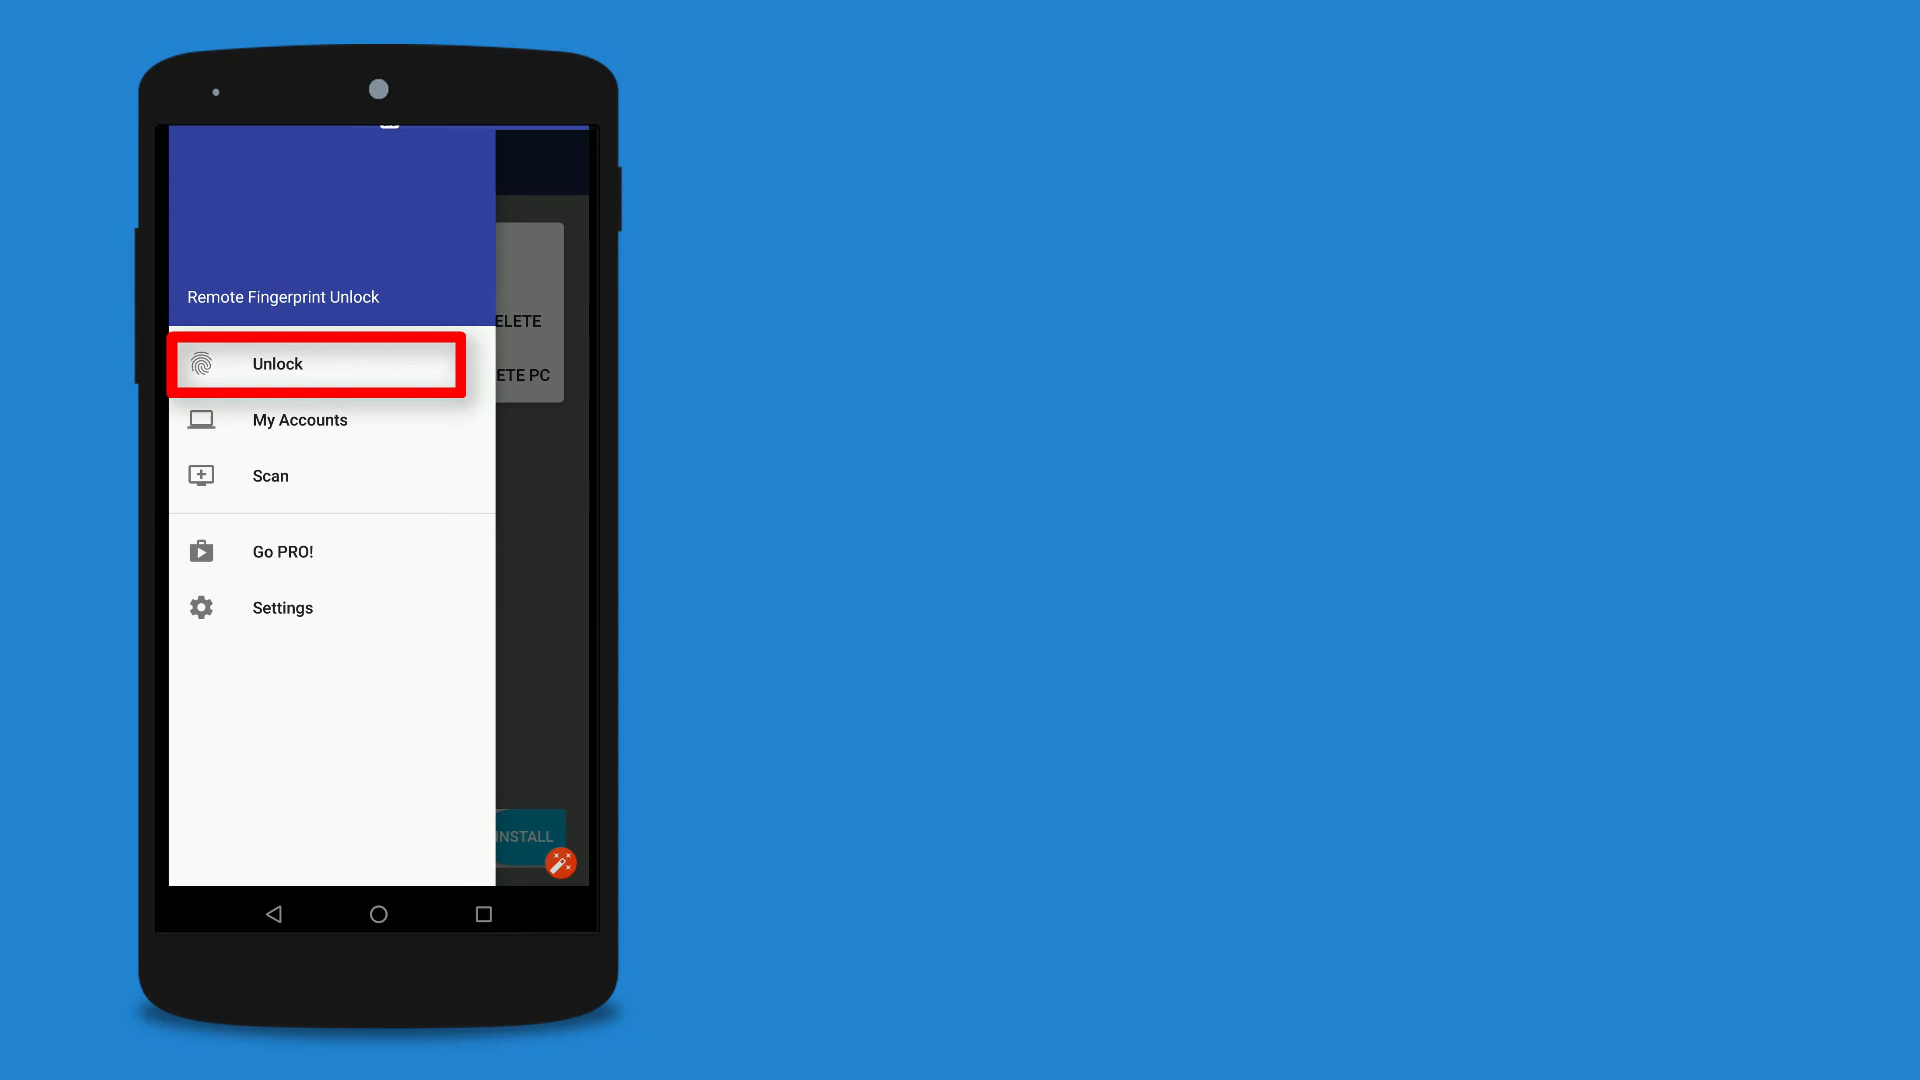 Remote Fingerprint Unlock
ELETE
Unlock
ETE PC
My Accounts
Scan
Go PRO!
Settings
INSTALL